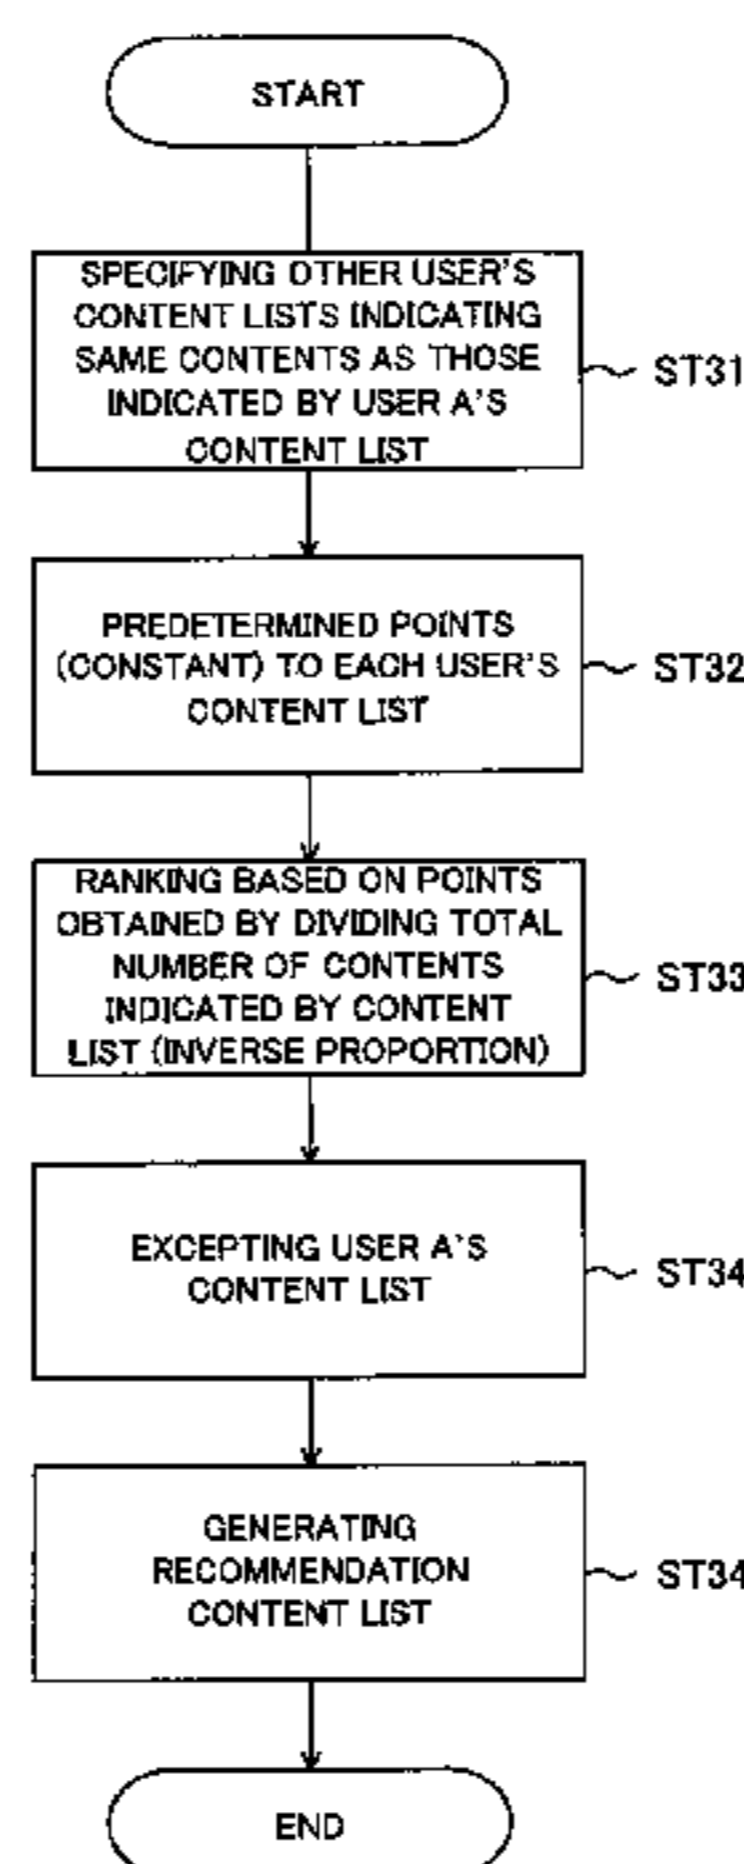 START
SPECIFYING OTHER USER'S
CONTENT LISTS INDICATING
SAME CONTENTS AS THOSE
INDICATED BY USER A'S
CONTENT LIST
ST31
PREDETERMINED POINTS
(CONSTANT) TO EACH USER'S
CONTENT LIST
ST32
RANKING BASED ON POINTS
OBTAINED BY DIVIDING TOTAL
NUMBER OF CONTENTS
INDICATED BY CONTENT
LIST (INVERSE PROPORTION)
ST33
EXCEPTING USER A'S
CONTENT LIST
ST34
GENERATING
RECOMMENDATION
CONTENT LIST
ST34
END